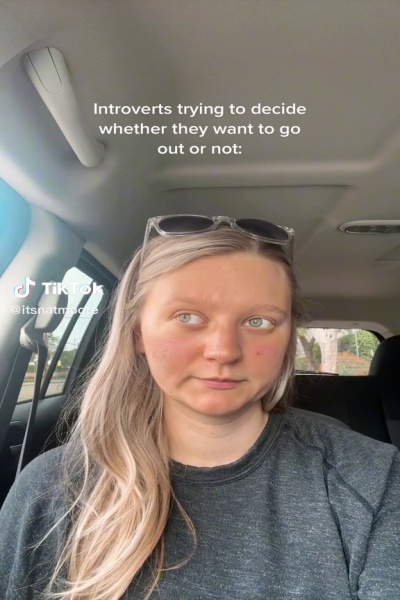 Introverts trying to decide
whether they want to go
out or not:
TikTok
@itsnatmoore